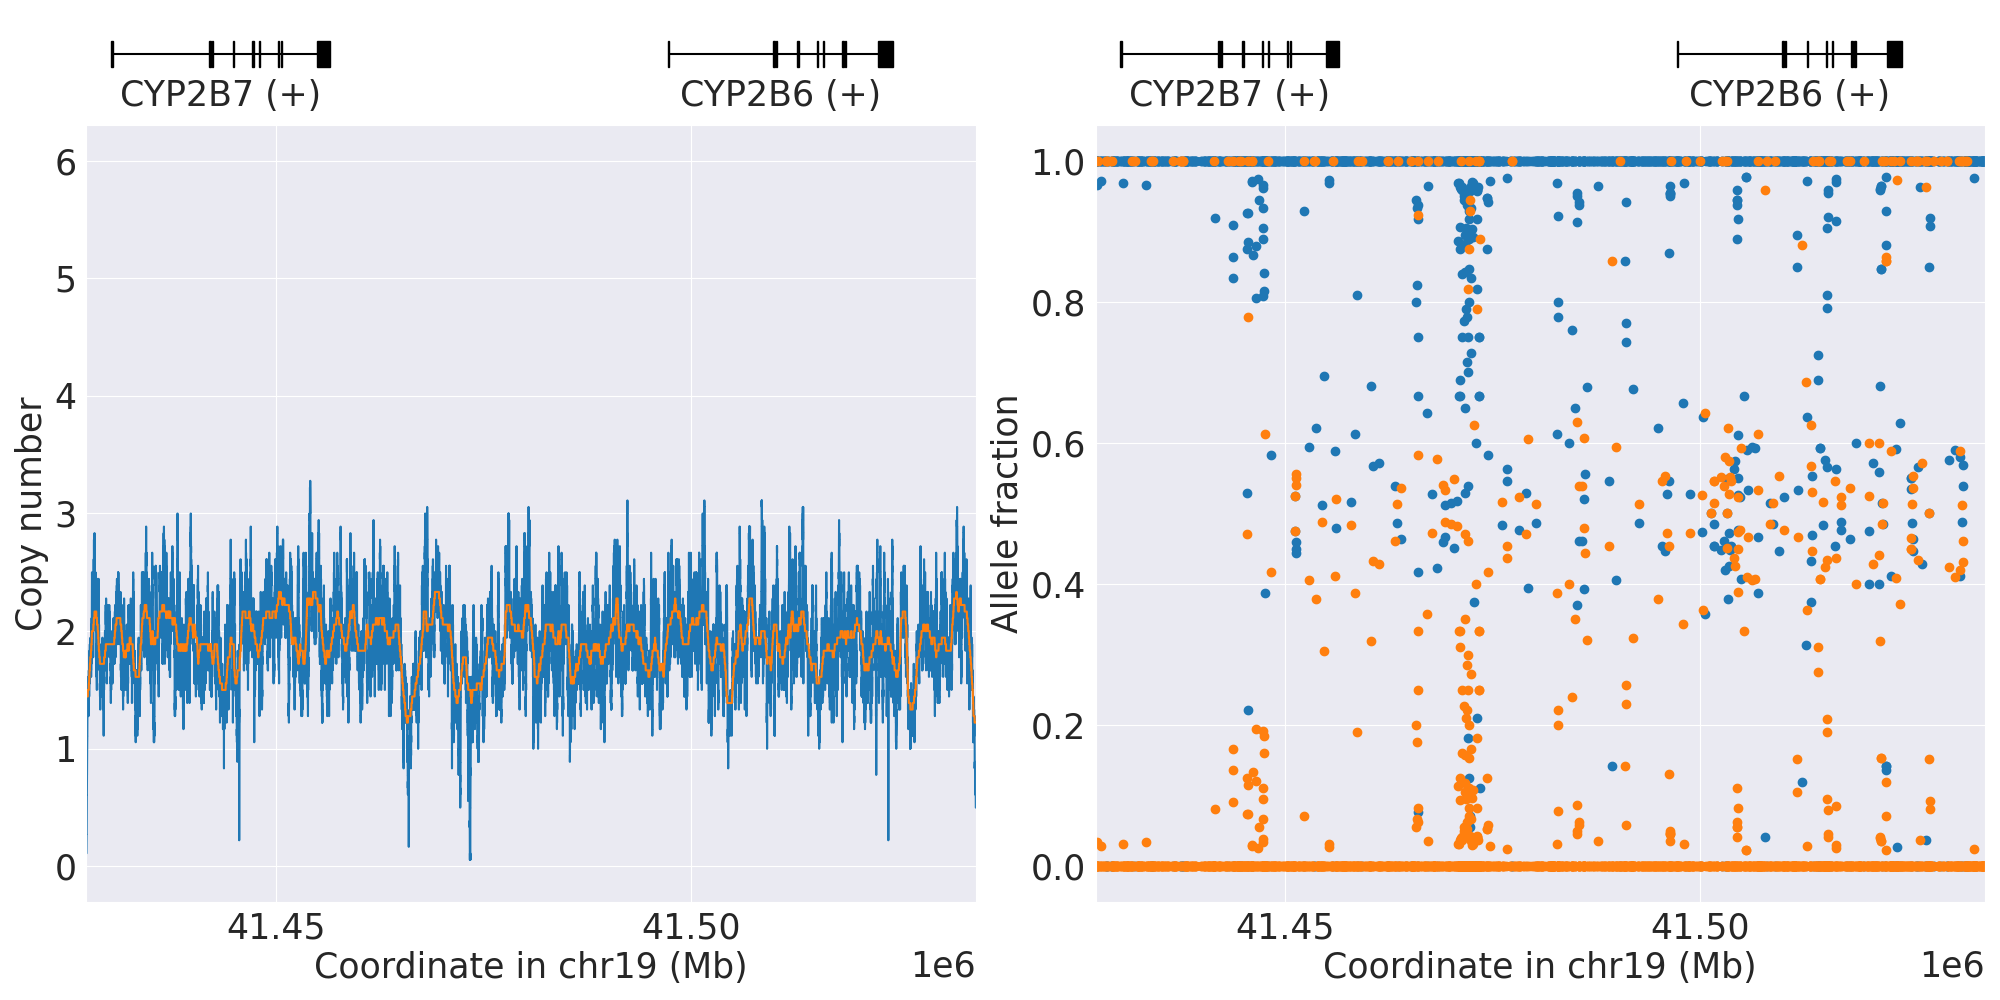 CYP2B7 (+)
CYP2B6 (+)
6
5
4
3
2
1
0
Copy number
41.45
41.50
Coordinate in chr19 (Mb)
1e6
CYP2B7 (+)
CYP2B6 (+)
1.0
0.8
0.6
0.4
0.2
0.0
Allele fraction
41.45
41.50
Coordinate in chr19 (Mb)
1e6